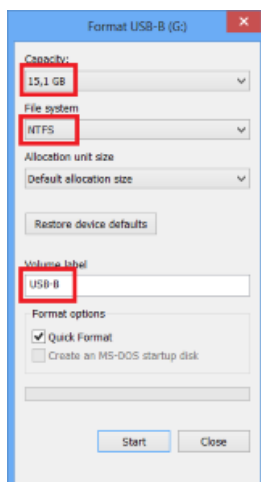 Format USB-B (G:)
Capacity:
15,1 GB
File system
NTFS
Allocation unit size
Default allocation size
Restore device defaults
Volume label
USB-B
Format options
Quick Format
Create an MS-DOS startup disk
Start
Close